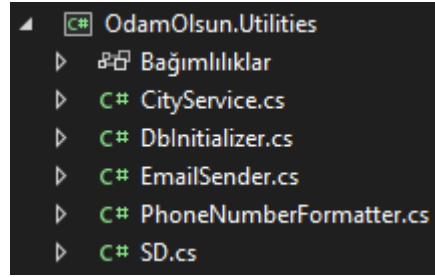 C# OdamOlsun.Utilities
Bağımlılıklar
C# CityService.cs
C# DbInitializer.cs
C# EmailSender.cs
C# PhoneNumberFormatter.cs
C# SD.cs